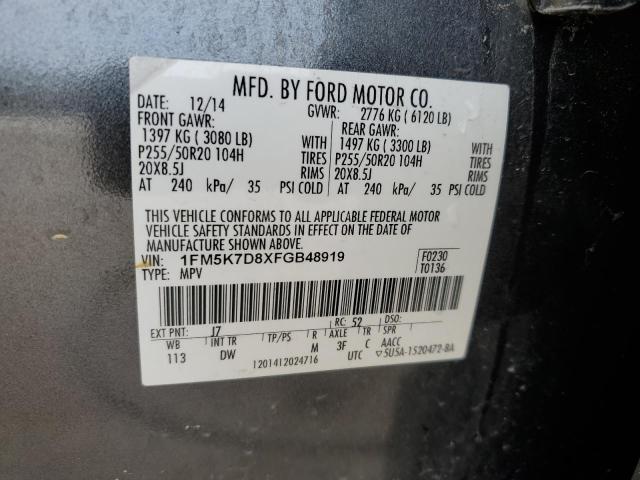 MFD. BY FORD MOTOR CO.
DATE: 12/14 GVWR: 2776 KG ( 6120 LB)
FRONT GAWR: REAR GAWR:
1397 KG ( 3080 LB) WITH 1497 KG ( 3300 LB) WITH
P255/50R20 104H TIRES P255/50R20 104H TIRES
20X8.5J RIMS 20X8.5J RIMS
AT 240 kPa/ 35 PSI COLD AT 240 kPa/ 35 PSI COLD
THIS VEHICLE CONFORMS TO ALL APPLICABLE FEDERAL MOTOR
VEHICLE SAFETY STANDARDS IN EFFECT ON THE DATE OF
MANUFACTURE SHOWN ABOVE.
VIN: 1FM5K7D8XFGB48919 F0230
TYPE: MPV T0136
EXT PNT: J7 RC: 52 DSO:
WB INT TR TP/PS R AXLE TR SPR
113 DW M 3F C AACC
1201412024716 UTC 5U5A-1520472-BA